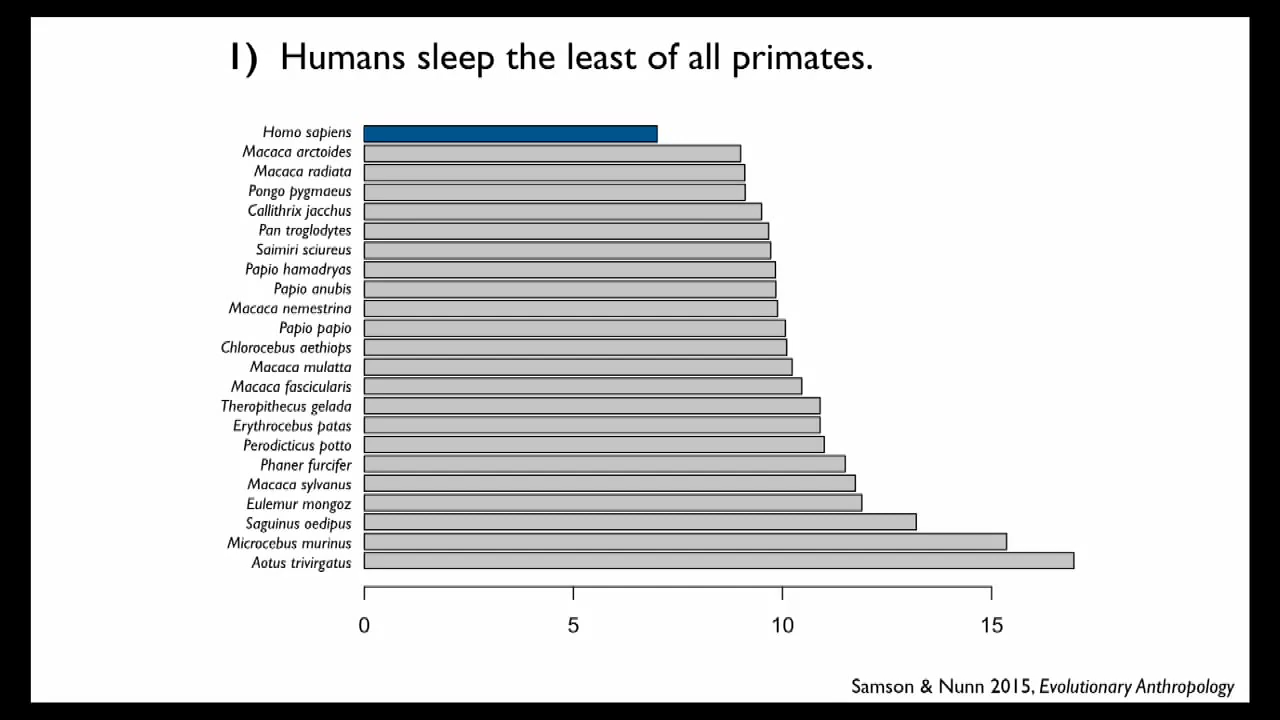 1) Humans sleep the least of all primates.
Homo sapiens
Macaca arctoides
Macaca radiata
Pongo pygmaeus
Callithrix jacchus
Pan troglodytes
Saimiri sciureus
Papio hamadryas
Papio anubis
Macaca nemestrina
Papio papio
Chlorocebus aethiops
Macaca mulatta
Macaca fascicularis
Theropithecus gelada
Erythrocebus patas
Perodicticus potto
Phaner furcifer
Macaca sylvanus
Eulemur mongoz
Saguinus oedipus
Microcebus murinus
Aotus trivirgatus
0 5 10 15
Samson & Nunn 2015, Evolutionary Anthropology